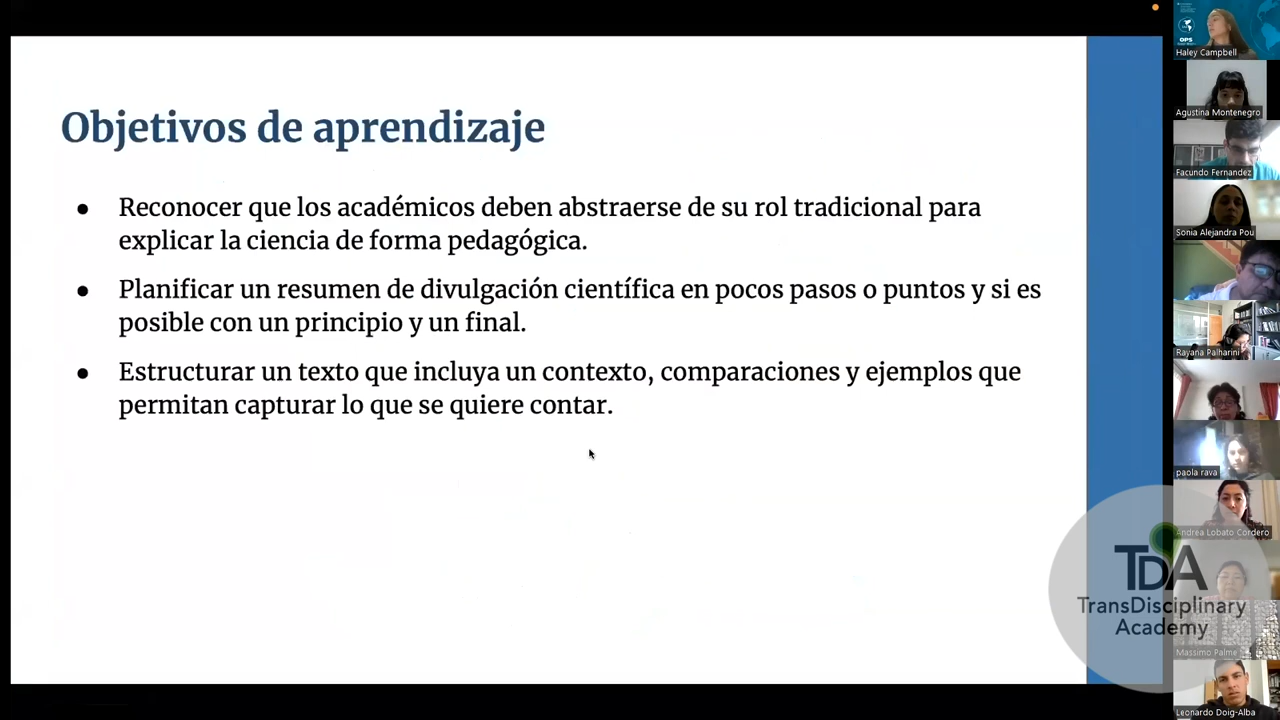 Objetivos de aprendizaje
● Reconocer que los académicos deben abstraerse de su rol tradicional para
explicar la ciencia de forma pedagógica.
● Planificar un resumen de divulgación científica en pocos pasos o puntos y si es
posible con un principio y un final.
● Estructurar un texto que incluya un contexto, comparaciones y ejemplos que
permitan capturar lo que se quiere contar.
OPS
Haley Campbell
Agustina Montenegro
Facundo Fernandez
Sonia Alejandra Pou
Rayana Palharini
paola rava
Andrea Lobato Cordero
TDA
TransDisciplinary
Academy
Massimo Palme
Leonardo Doig-Alba